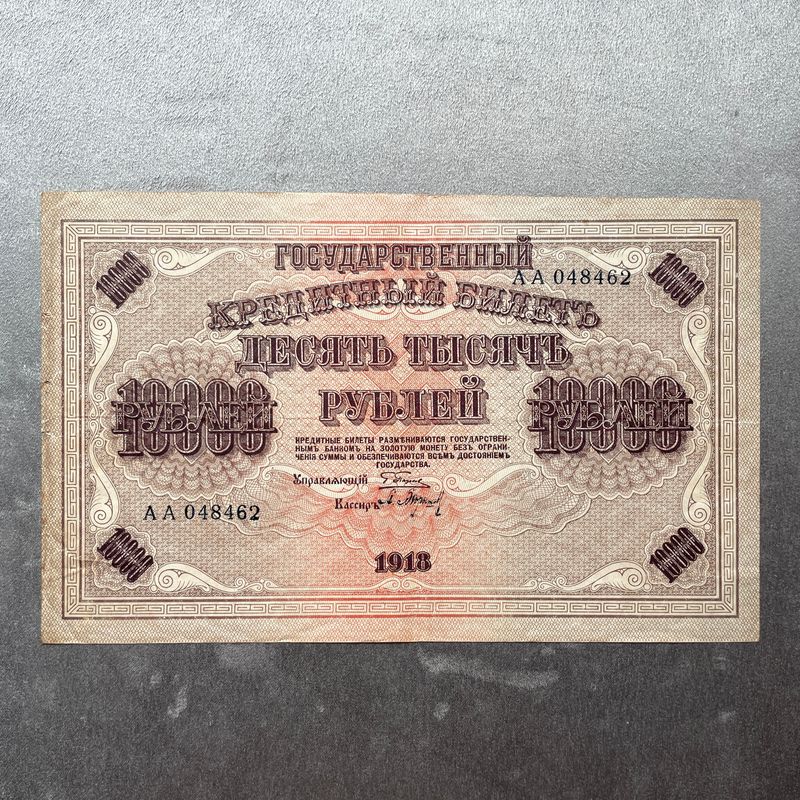 ГОСУДАРСТВЕННЫЙ
10000
АА 048462
10000
КРЕДИТНЫЙ БИЛЕТЪ
ДЕСЯТЬ ТЫСЯЧЪ
10000
РУБЛЕЙ
РУБЛЕЙ
10000
РУБЛЕЙ
КРЕДИТНЫЕ БИЛЕТЫ РАЗМѢНИВАЮТСЯ ГОСУДАРСТВЕН-
НЫМЪ БАНКОМЪ НА ЗОЛОТУЮ МОНЕТУ БЕЗЪ ОГРАНИ-
ЧЕНІЯ СУММЫ И ОБЕЗПЕЧИВАЮТСЯ ВСѢМЪ ДОСТОЯНІЕМЪ
ГОСУДАРСТВА.
Управляющій
Кассиръ
АА 048462
10000
1918
10000